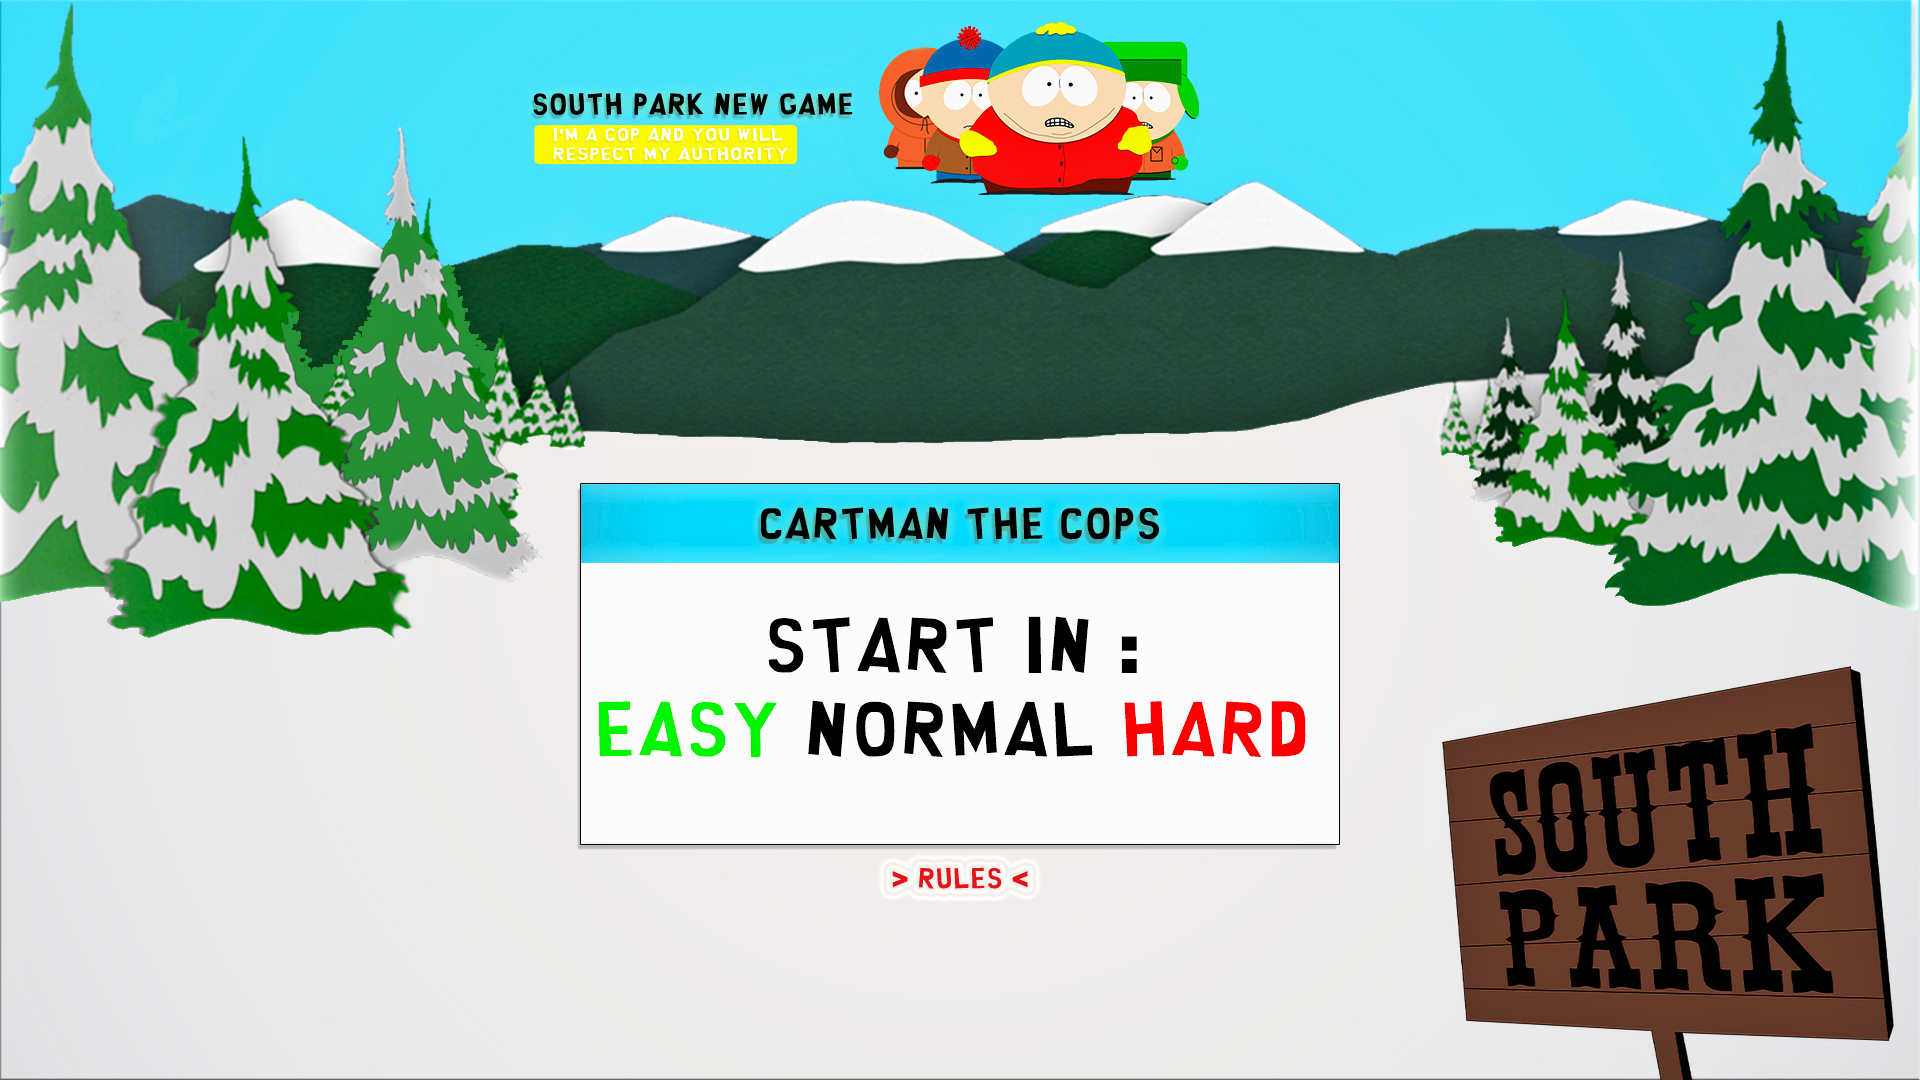 SOUTH PARK NEW GAME
I'M A COP AND YOU WILL
RESPECT MY AUTHORITY
CARTMAN THE COPS
START IN :
EASY NORMAL HARD
> RULES <
SOUTH
PARK